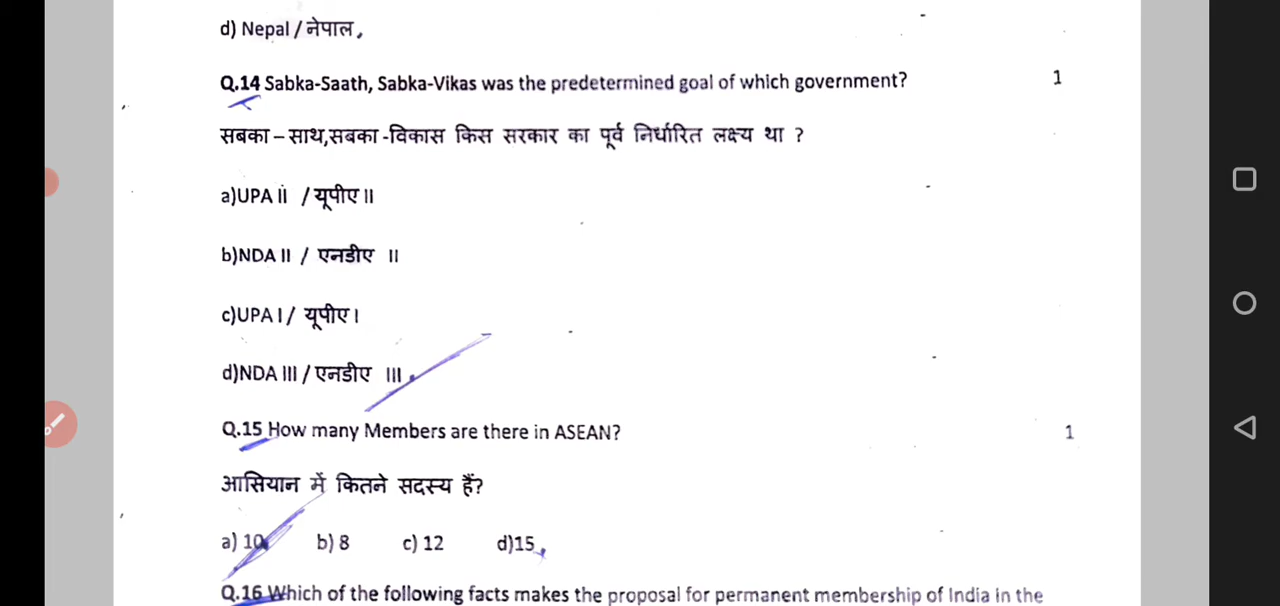 d) Nepal / नेपाल ,
Q.14 Sabka-Saath, Sabka-Vikas was the predetermined goal of which government? 1
सबका – साथ,सबका -विकास किस सरकार का पूर्व निर्धारित लक्ष्य था ?
a)UPA II / यूपीए II
b)NDA II / एनडीए II
c)UPA I / यूपीए I
d)NDA III / एनडीए III
Q.15 How many Members are there in ASEAN? 1
आसियान में कितने सदस्य हैं?
a) 10 b) 8 c) 12 d)15
Q.16 Which of the following facts makes the proposal for permanent membership of India in the